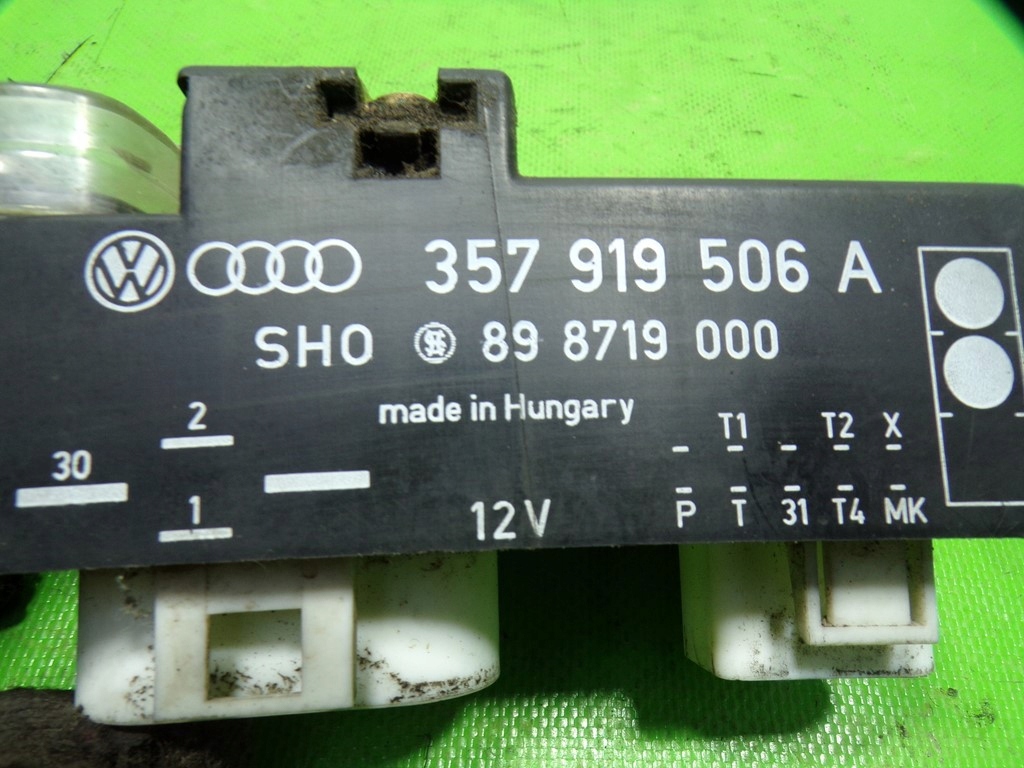 357 919 506 A
SHO 89 8719 000
made in Hungary
2
T1 T2 X
30
1
12V
P T 31 T4 MK